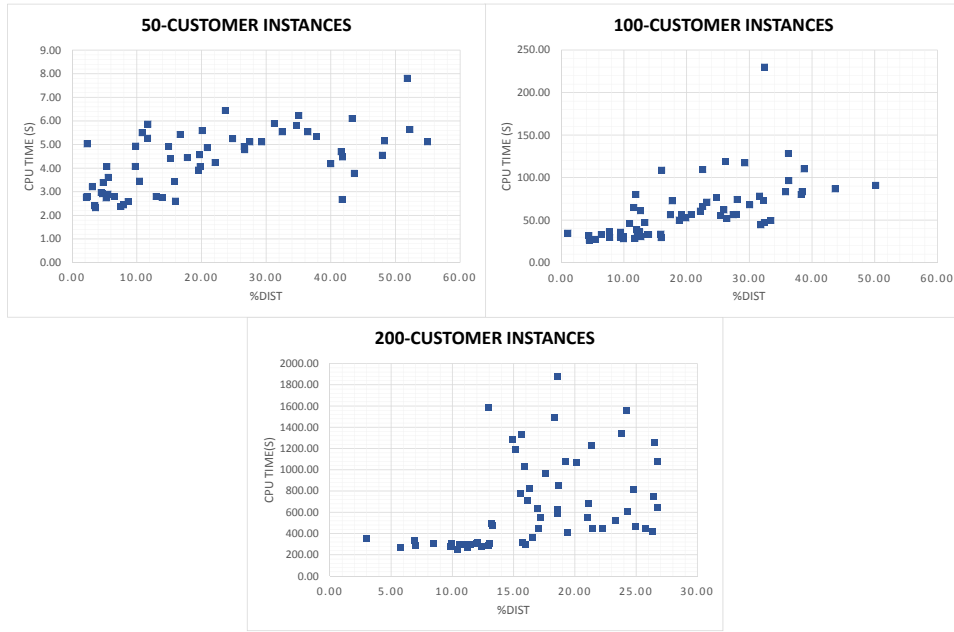 50-CUSTOMER INSTANCES
9.00
8.00
7.00
6.00
5.00
4.00
3.00
2.00
1.00
0.00
CPU TIME (S)
0.00 10.00 20.00 30.00 40.00 50.00 60.00
%DIST
100-CUSTOMER INSTANCES
250.00
200.00
150.00
100.00
50.00
0.00
CPU TIME (S)
0.00 10.00 20.00 30.00 40.00 50.00 60.00
%DIST
200-CUSTOMER INSTANCES
2000.00
1800.00
1600.00
1400.00
1200.00
1000.00
800.00
600.00
400.00
200.00
0.00
CPU TIME(S)
0.00 5.00 10.00 15.00 20.00 25.00 30.00
%DIST